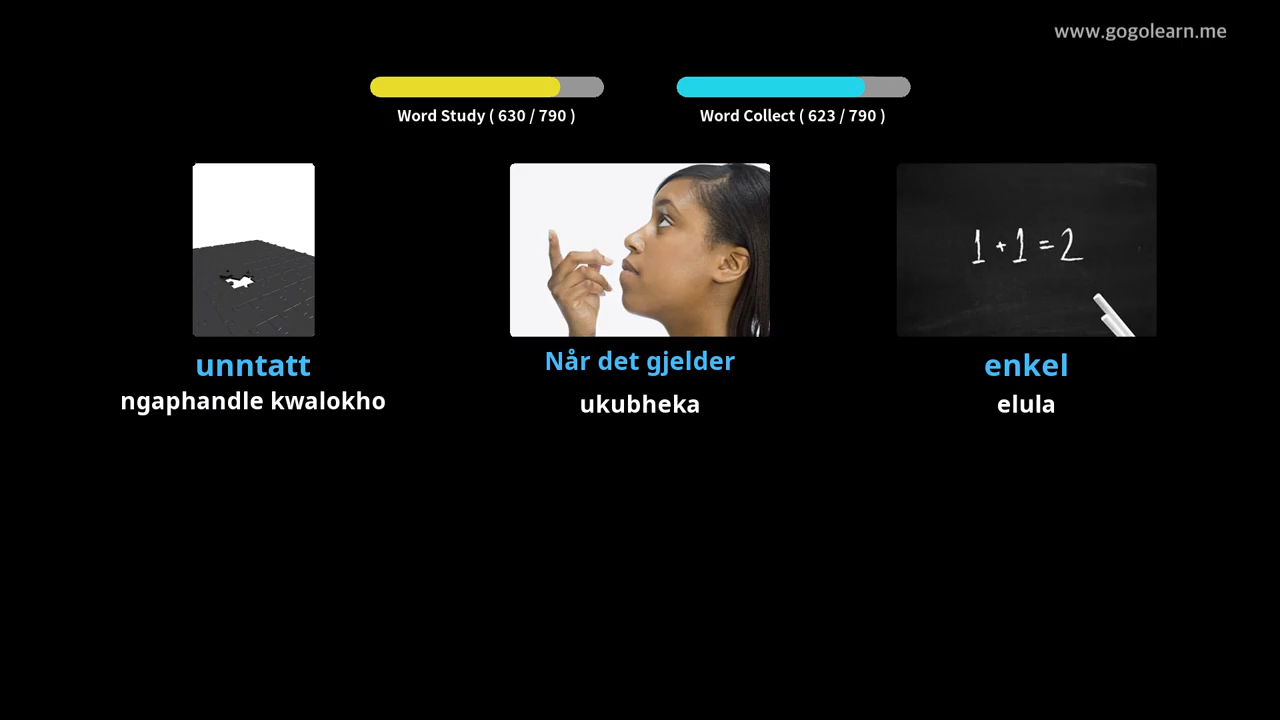 www.gogolearn.me
Word Study ( 630 / 790 )
Word Collect ( 623 / 790 )
1 + 1 = 2
unntatt
Når det gjelder
enkel
ngaphandle kwalokho
ukubheka
elula